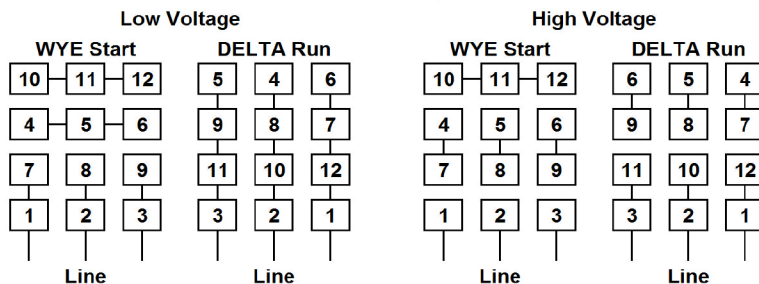 Low Voltage High Voltage
WYE Start DELTA Run WYE Start DELTA Run
10 11 12 5 4 6 10 11 12 6 5 4
4 5 6 9 8 7 4 5 6 9 8 7
7 8 9 11 10 12 7 8 9 11 10 12
1 2 3 3 2 1 1 2 3 3 2 1
Line Line Line Line